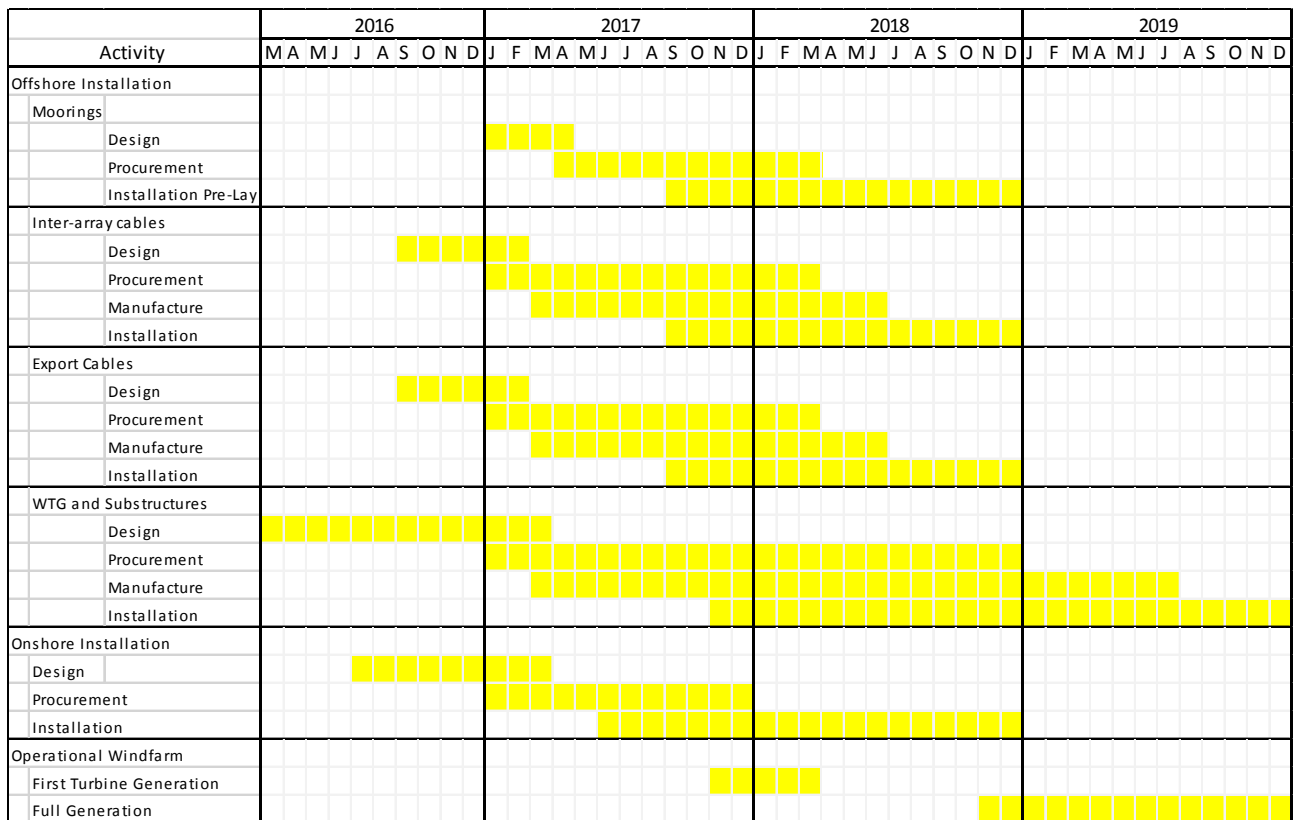 2016 2017 2018 2019
Activity M A M J J A S O N D J F M A M J J A S O N D J F M A M J J A S O N D J F M A M J J A S O N D
Offshore Installation
Moorings
Design
Procurement
Installation Pre-Lay
Inter-array cables
Design
Procurement
Manufacture
Installation
Export Cables
Design
Procurement
Manufacture
Installation
WTG and Substructures
Design
Procurement
Manufacture
Installation
Onshore Installation
Design
Procurement
Installation
Operational Windfarm
First Turbine Generation
Full Generation